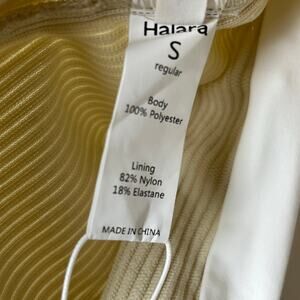 Halara
S
regular
Body
100% Polyester
Lining
82% Nylon
18% Elastane
MADE IN CHINA